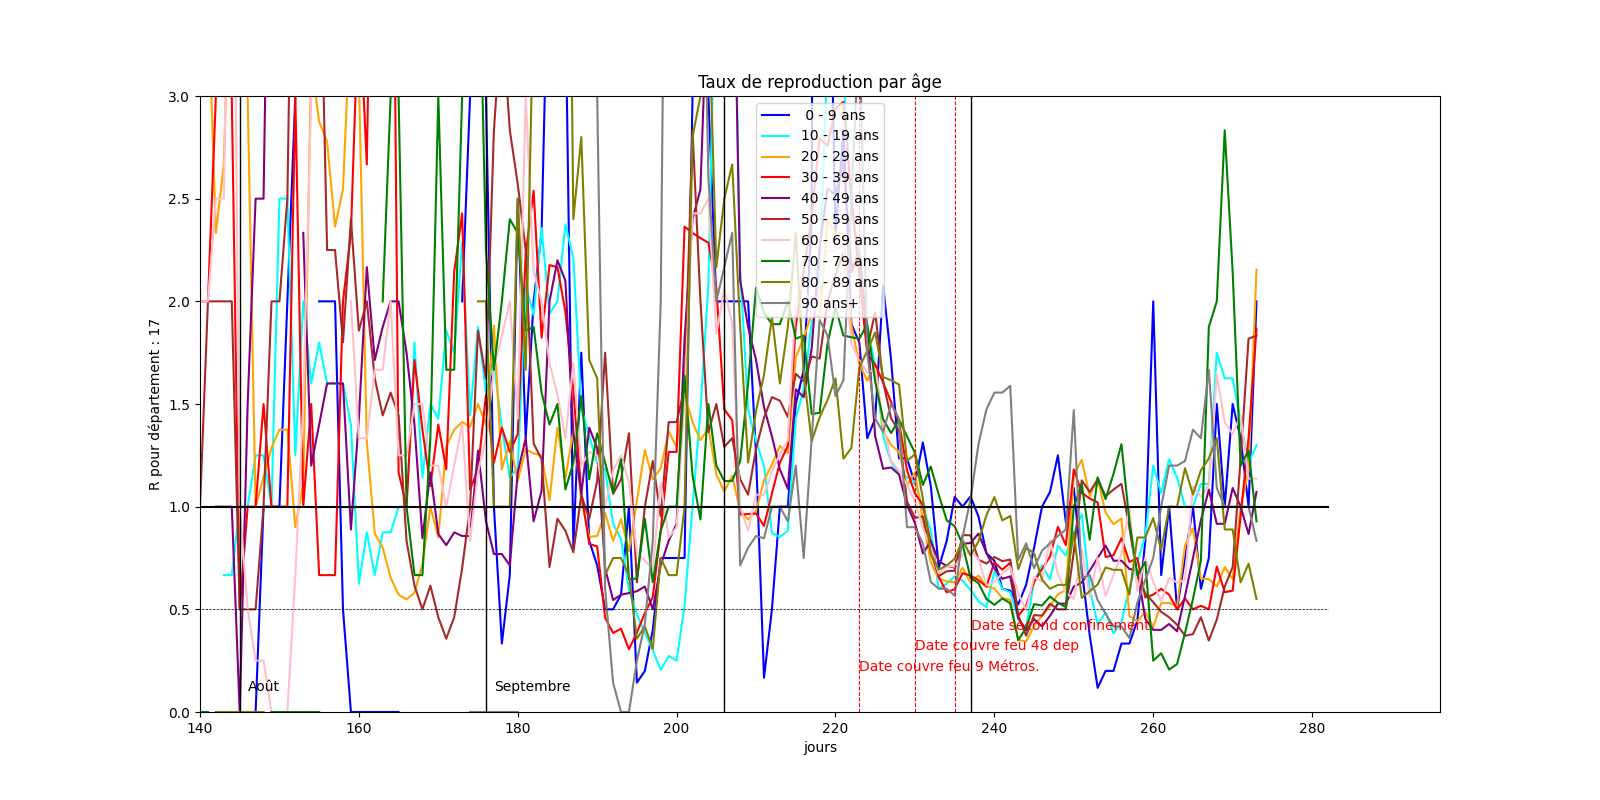 Taux de reproduction par âge
R pour département : 17
3.0
2.5
2.0
1.5
1.0
0.5
0.0
0 - 9 ans
10 - 19 ans
20 - 29 ans
30 - 39 ans
40 - 49 ans
50 - 59 ans
60 - 69 ans
70 - 79 ans
80 - 89 ans
90 ans+
Date second confinement
Date couvre feu 48 dep
Date couvre feu 9 Métros.
Août
Septembre
140
160
180
200
220
240
260
280
jours